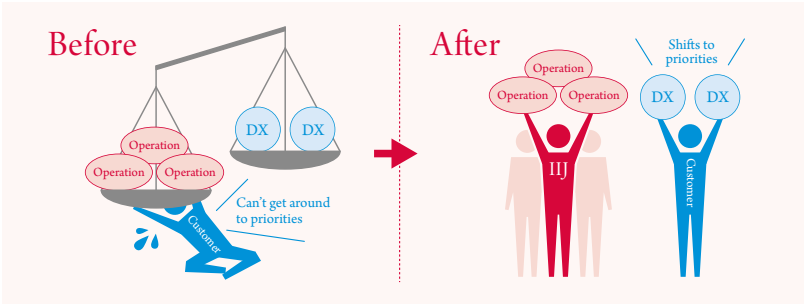 Before
Operation
Operation
Operation
DX
DX
Customer
Can't get around
to priorities
After
Operation
Operation
Operation
IIJ
Shifts to
priorities
DX
DX
Customer